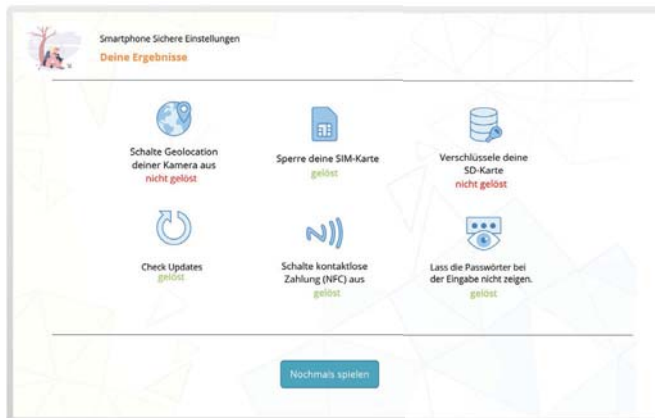 Smartphone Sichere Einstellungen
Deine Ergebnisse
Schalte Geolocation
deiner Kamera aus
nicht gelöst
Sperre deine SIM-Karte
gelöst
Verschlüssele deine
SD-Karte
nicht gelöst
Check Updates
gelöst
Schalte kontaktlose
Zahlung (NFC) aus
gelöst
Lass die Passwörter bei
der Eingabe nicht zeigen.
gelöst
Nochmals spielen